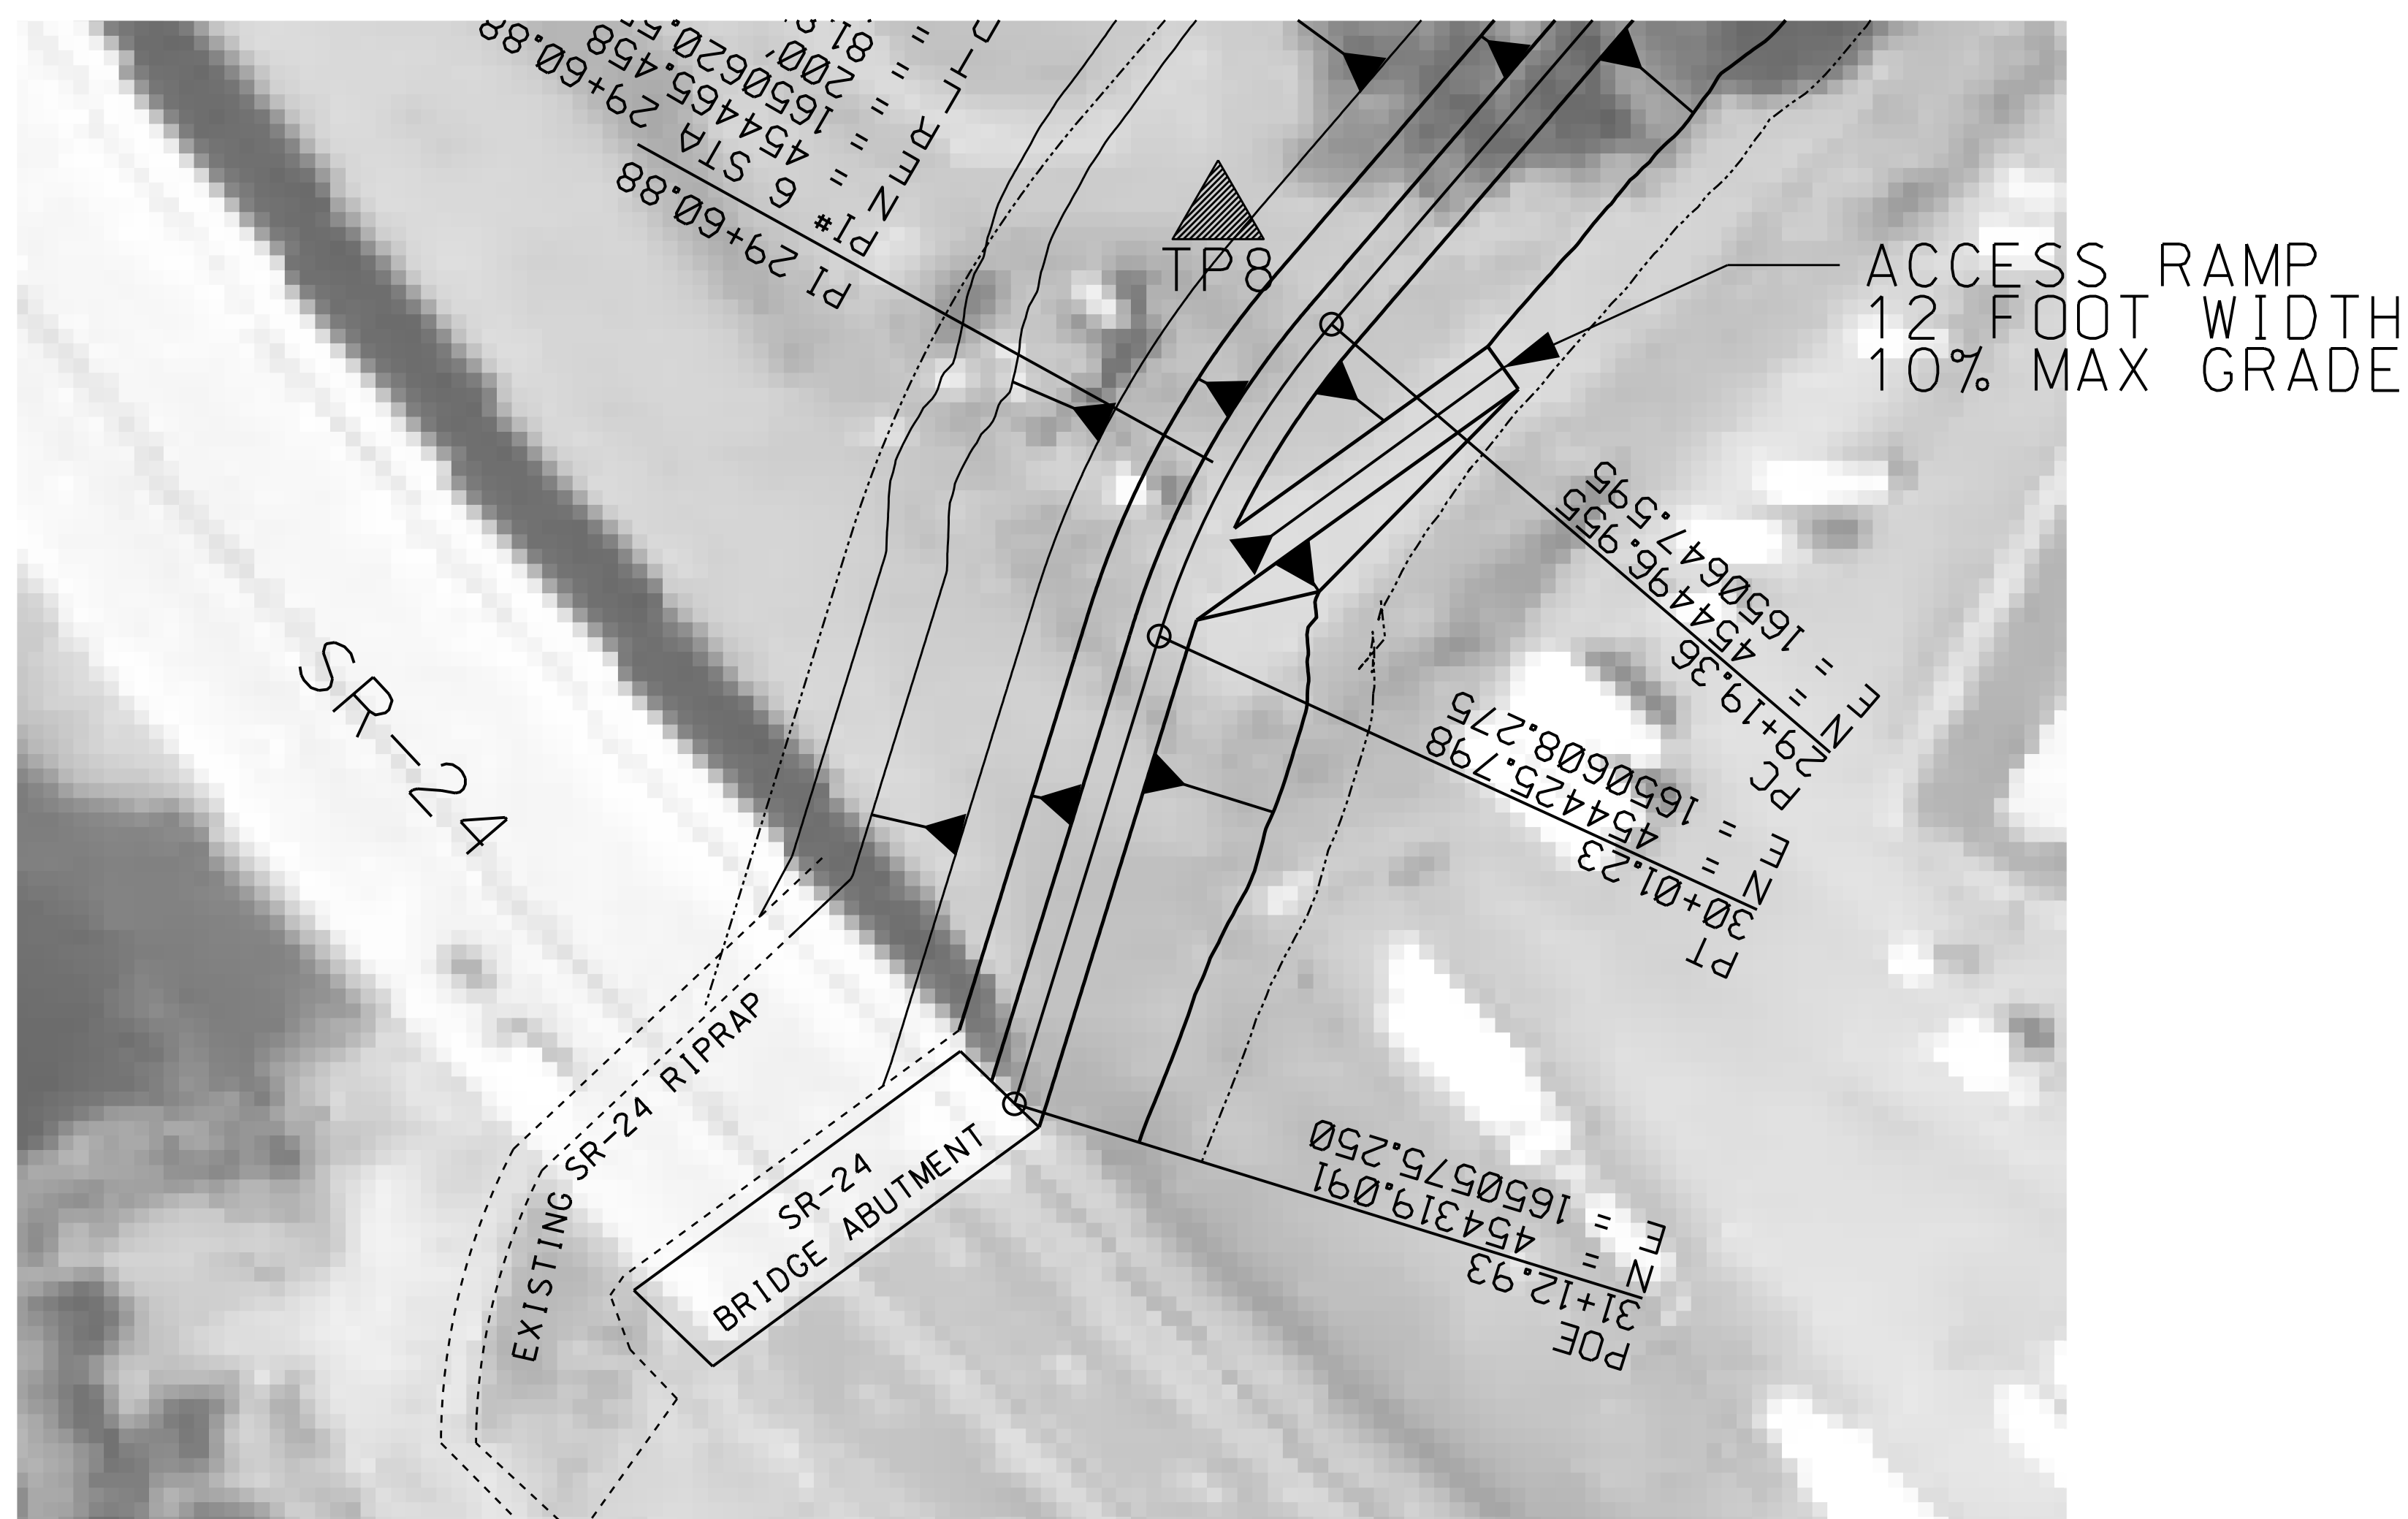 PI 29+60.88
PI# 6 STA 29+60.88
N = 454465.458
E = 1650620.5
R = 200'
L = 81
T =
TP8
ACCESS RAMP
12 FOOT WIDTH
10% MAX GRADE
PC
29+19.36
N = 454496.955
E = 1650647.595
PT
30+01.23
N = 454425.798
E = 1650608.275
POE
31+12.93
N = 454319.091
E = 1650575.250
SR-24
EXISTING SR-24 RIPRAP
SR-24
BRIDGE ABUTMENT